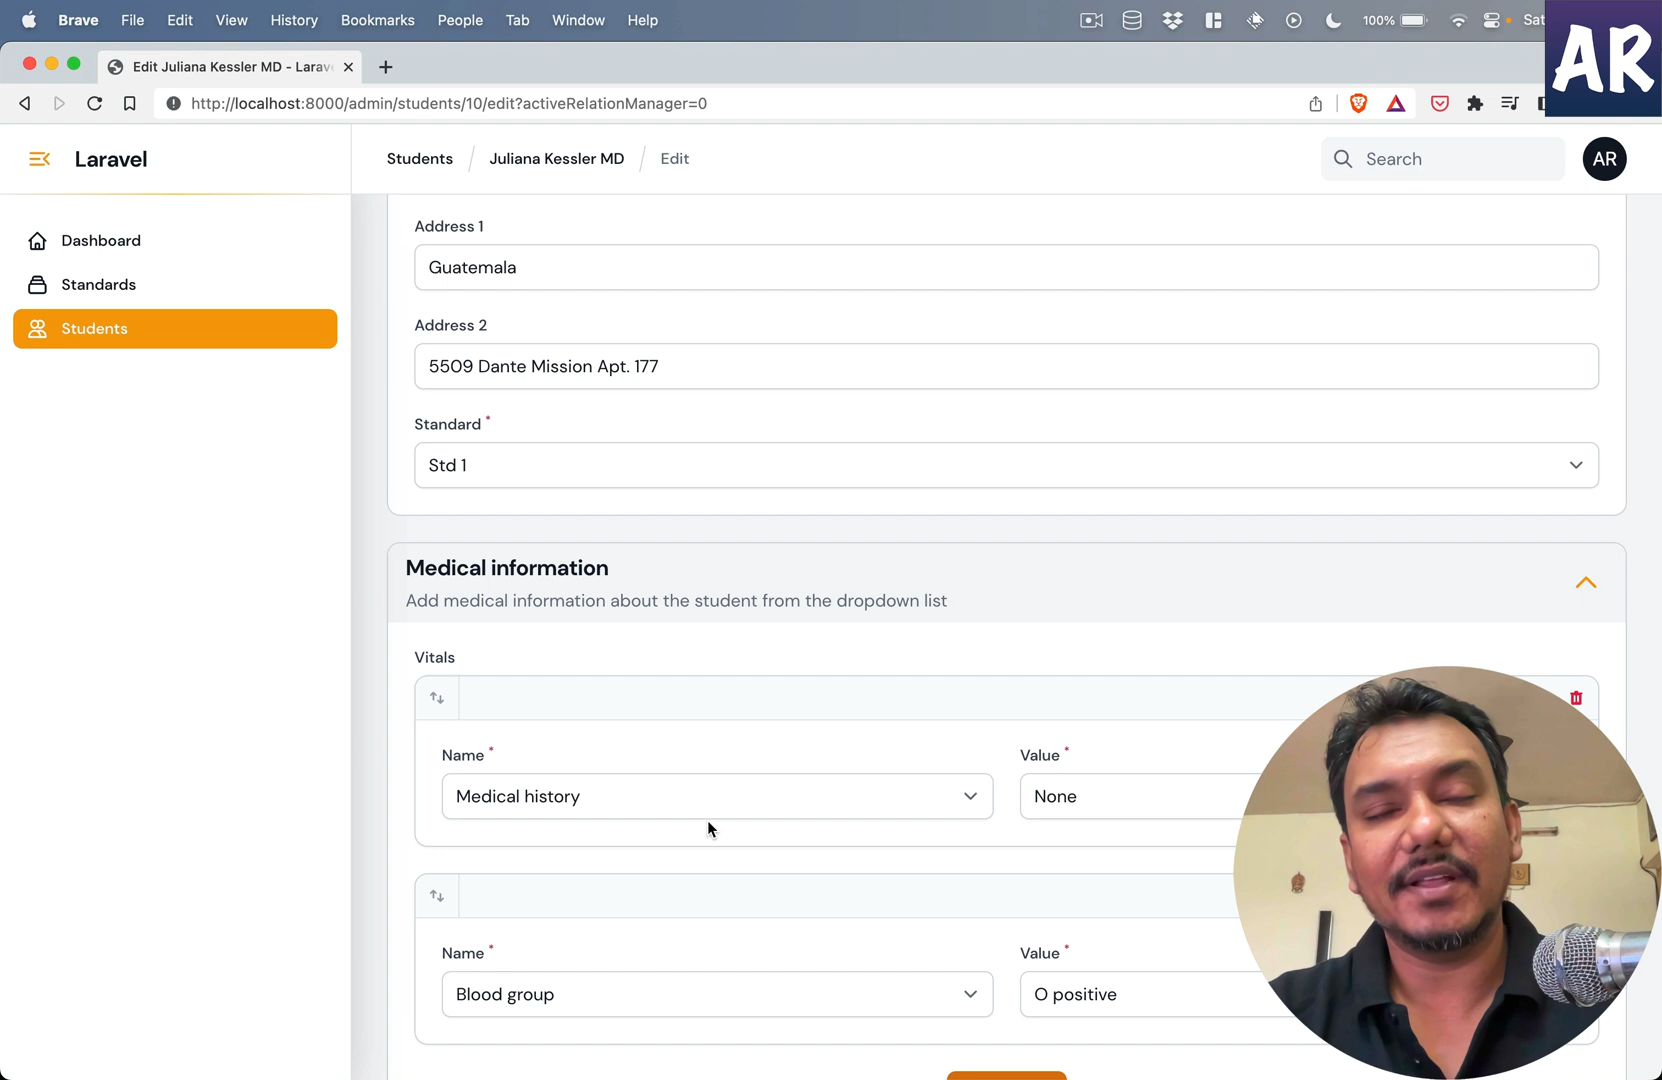 Brave File Edit View History Bookmarks People Tab Window Help 100% Sat
AR
Edit Juliana Kessler MD - Larav
http://localhost:8000/admin/students/10/edit?activeRelationManager=0
Laravel
Students / Juliana Kessler MD / Edit
Search
AR
Dashboard
Standards
Students
Address 1
Guatemala
Address 2
5509 Dante Mission Apt. 177
Standard *
Std 1
Medical information
Add medical information about the student from the dropdown list
Vitals
Name * Value *
Medical history None
Name * Value *
Blood group O positive